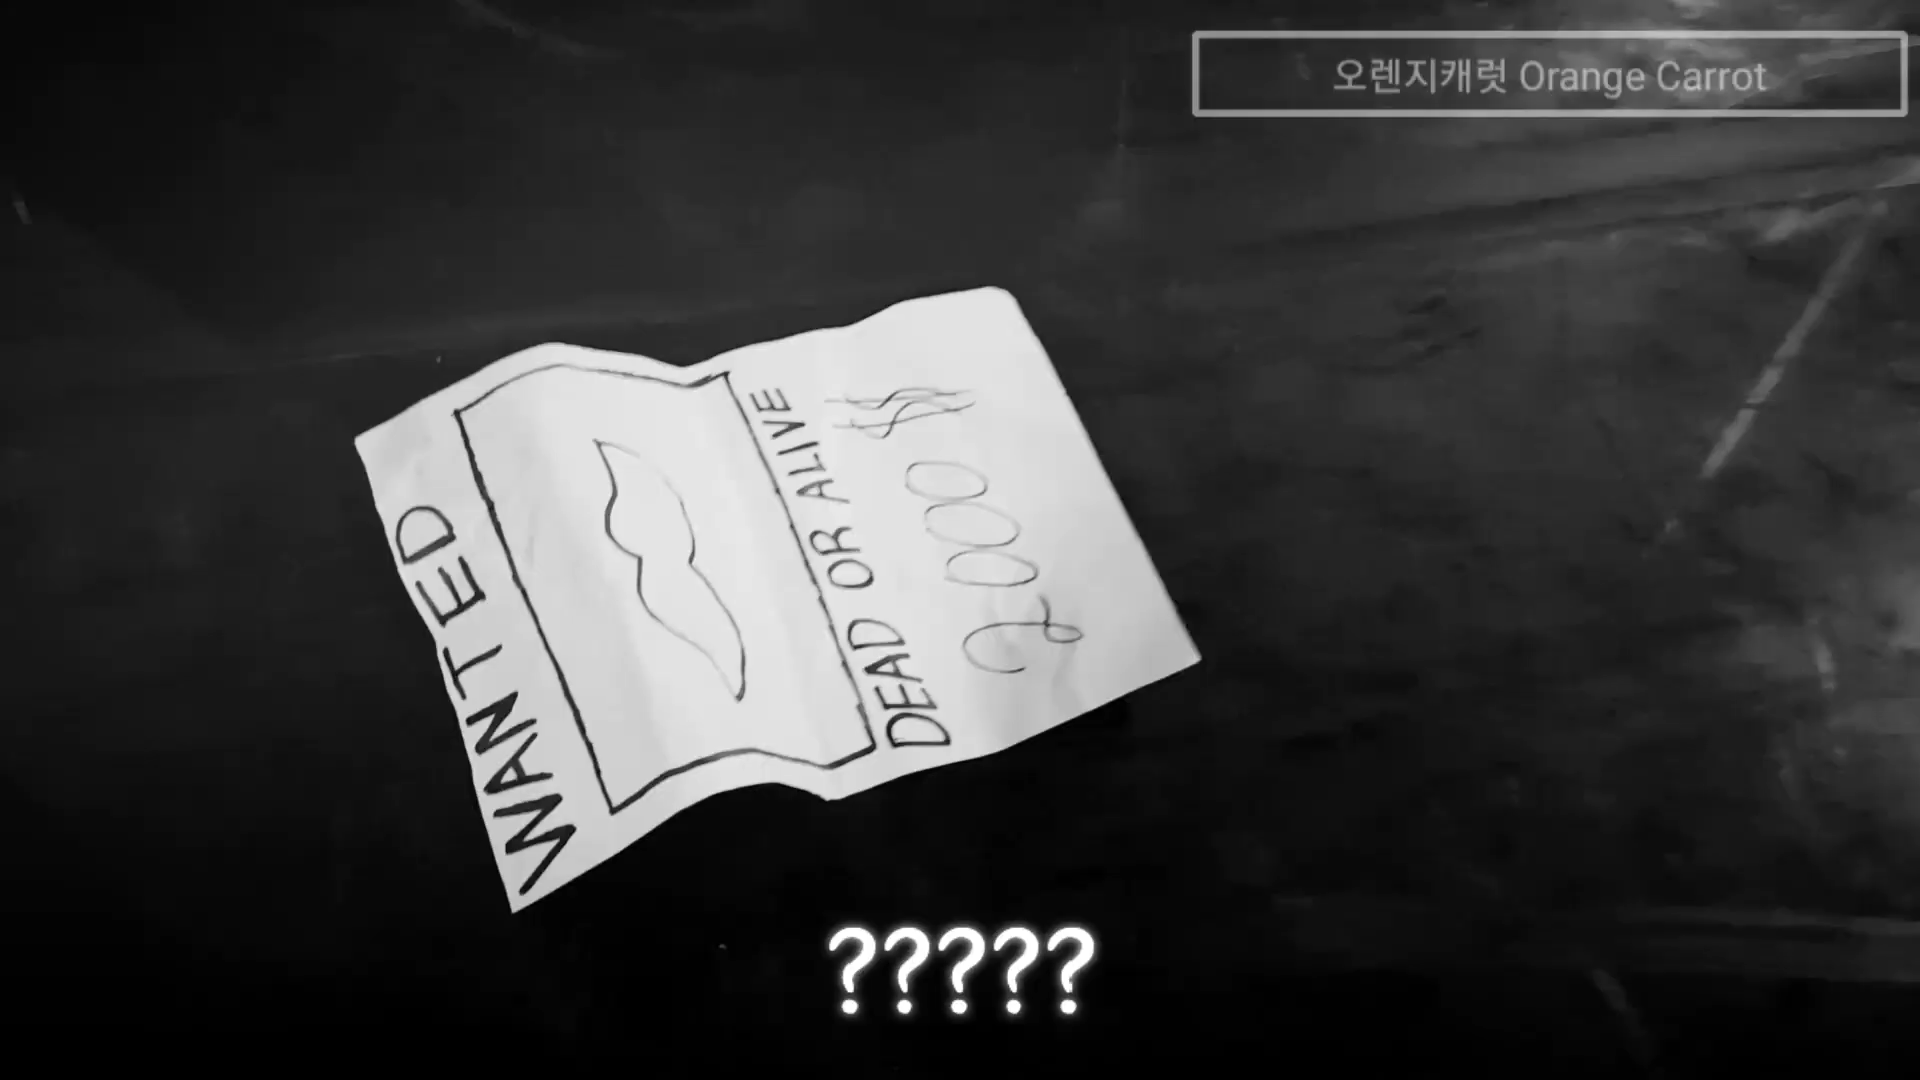 오렌지캐럿 Orange Carrot
WANTED
DEAD OR ALIVE
2000 $
?????